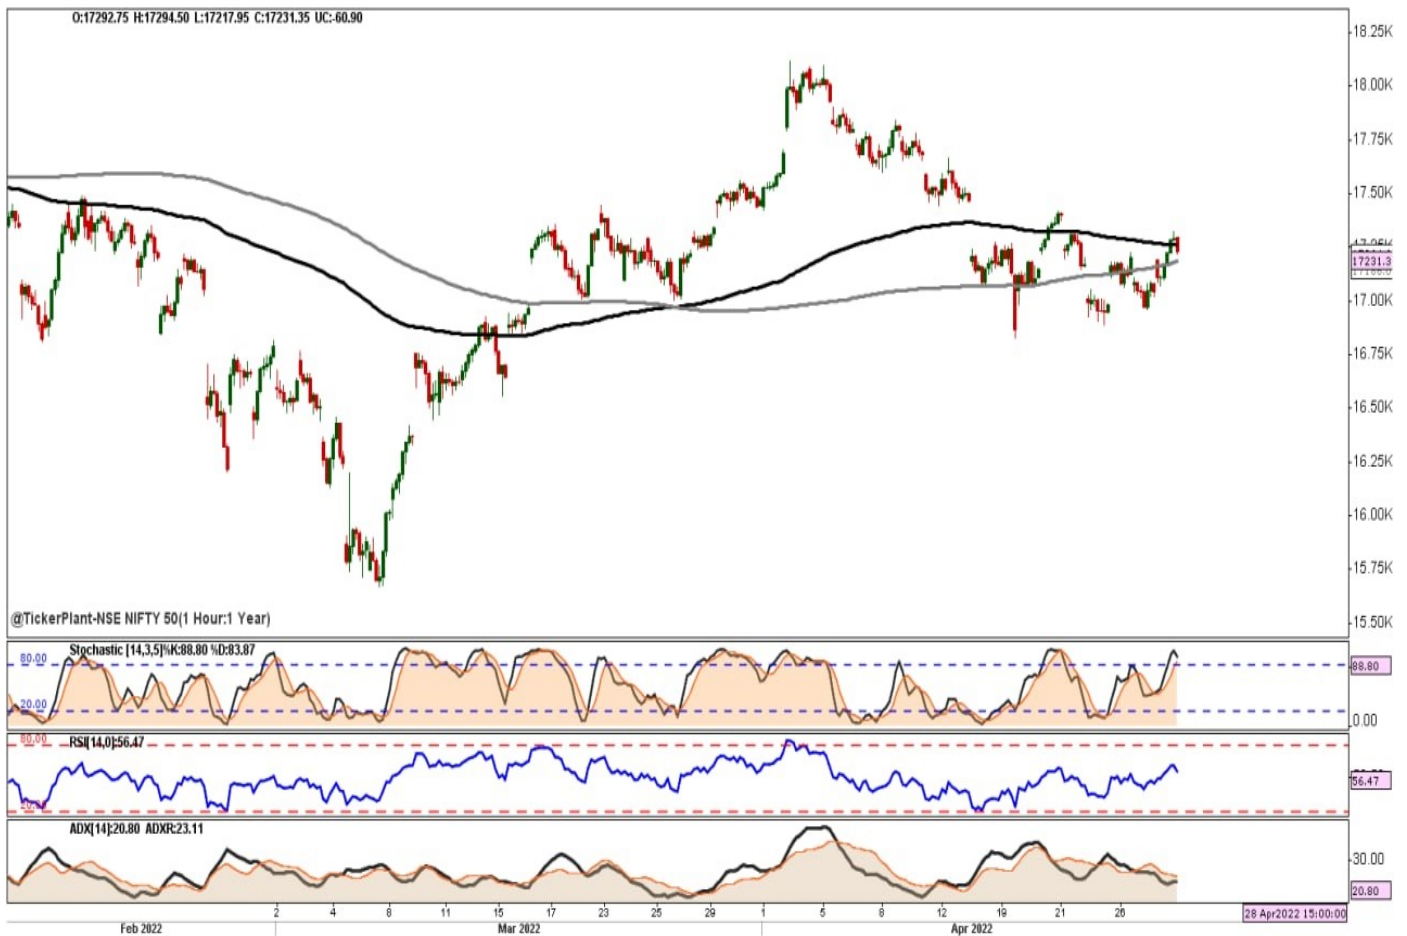 O:17292.75 H:17294.50 L:17217.95 C:17231.35 UC:-60.90
18.25K
18.00K
17.75K
17.50K
17231.3
17.00K
16.75K
16.50K
16.25K
16.00K
15.75K
15.50K
@TickerPlant-NSE NIFTY 50(1 Hour:1 Year)
Stochastic [14,3,5]%K:88.80 %D:83.87
80.00
88.80
20.00
0.00
RSI[14,0]:56.47
80.00
56.47
ADX[14]:20.80 ADXR:23.11
30.00
20.80
2 4 8 11 15 17 23 25 29 1 5 8 12 19 21 26
28 Apr2022 15:00:00
Feb 2022 Mar 2022 Apr 2022